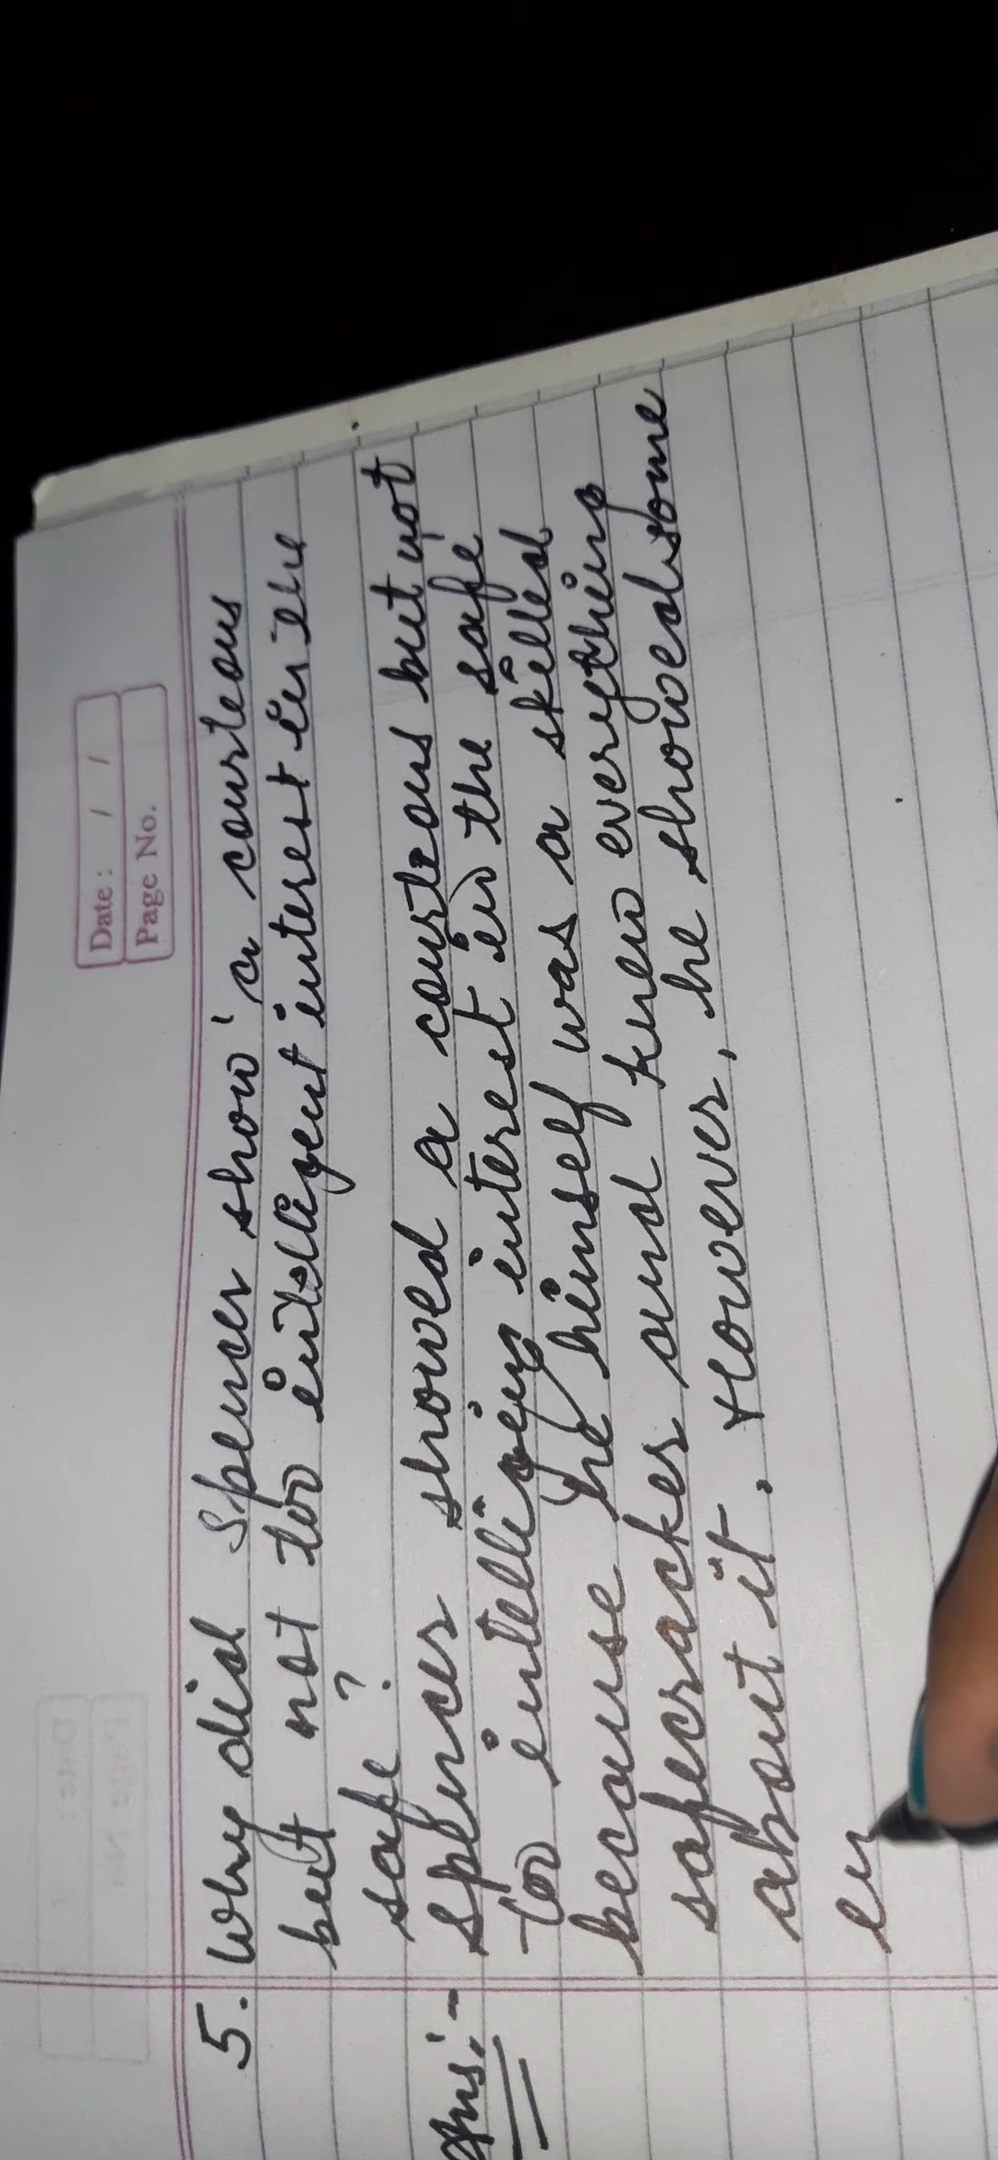 Date: / /
Page No.
5. Why did Spencer show 'a courteous
but not too intelligent interest in the
safe?
Ans:- Spencer showed a courteous but not
too intelligeng interest in the safe
because he himself was a skilled
safecracker and knew everything
about it. However, he showed some
in